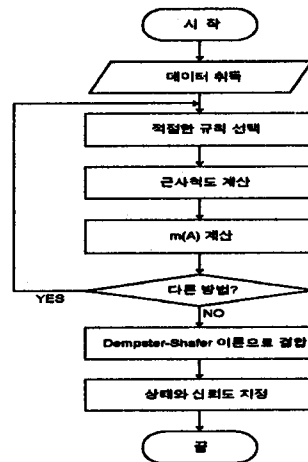 시 작
데이터 취득
적절한 규칙 선택
근사척도 계산
m(A) 계산
다른 방법?
YES
NO
Dempster-Shafer 이론으로 결합
상태와 신뢰도 지정
끝